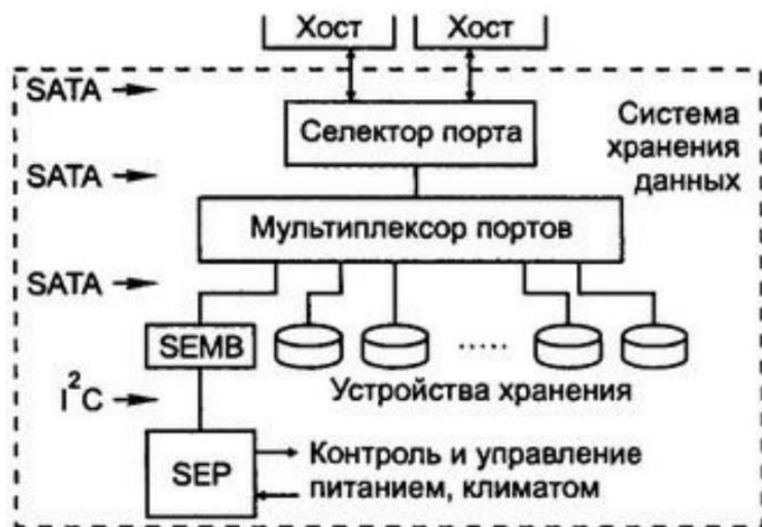 Хост Хост
SATA
Селектор порта
Система
хранения
данных
SATA
Мультиплексор портов
SATA
SEMB
.....
Устройства хранения
I²C
SEP
Контроль и управление
питанием, климатом